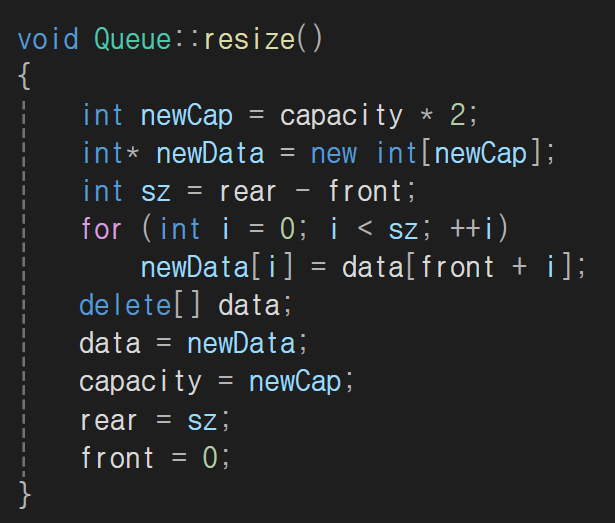 void Queue::resize()
{
    int newCap = capacity * 2;
    int* newData = new int[newCap];
    int sz = rear - front;
    for (int i = 0; i < sz; ++i)
        newData[i] = data[front + i];
    delete[] data;
    data = newData;
    capacity = newCap;
    rear = sz;
    front = 0;
}